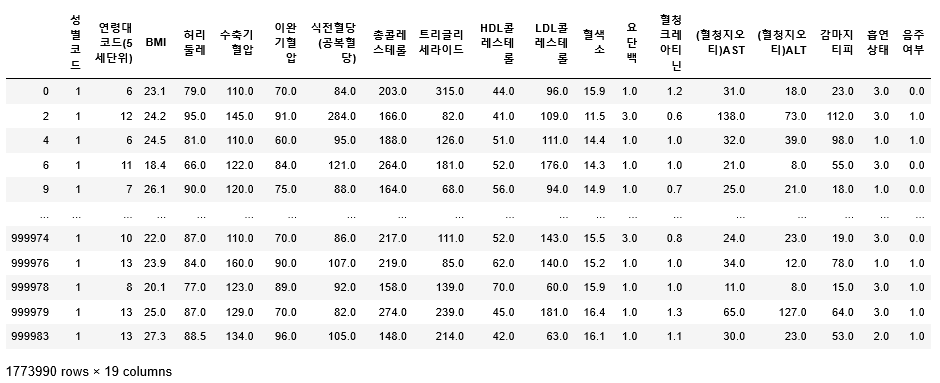 성별코드 연령대코드(5세단위) BMI 허리둘레 수축기혈압 이완기혈압 식전혈당(공복혈당) 총콜레스테롤 트리글리세라이드 HDL콜레스테롤 LDL콜레스테롤 혈색소 요단백 혈청크레아티닌 (혈청지오티)AST (혈청지오티)ALT 감마지티피 흡연상태 음주여부
0 1 6 23.1 79.0 110.0 70.0 84.0 203.0 315.0 44.0 96.0 15.9 1.0 1.2 31.0 18.0 23.0 3.0 0.0
2 1 12 24.2 95.0 145.0 91.0 284.0 166.0 82.0 41.0 109.0 11.5 3.0 0.6 138.0 73.0 112.0 3.0 1.0
4 1 6 24.5 81.0 110.0 60.0 95.0 188.0 126.0 51.0 111.0 14.4 1.0 1.0 32.0 39.0 98.0 1.0 1.0
6 1 11 18.4 66.0 122.0 84.0 121.0 264.0 181.0 52.0 176.0 14.3 1.0 1.0 21.0 8.0 55.0 3.0 0.0
9 1 7 26.1 90.0 120.0 75.0 88.0 164.0 68.0 56.0 94.0 14.9 1.0 0.7 25.0 21.0 18.0 1.0 0.0
... ... ... ... ... ... ... ... ... ... ... ... ... ... ... ... ... ... ... ...
999974 1 10 22.0 87.0 110.0 70.0 86.0 217.0 111.0 52.0 143.0 15.5 3.0 0.8 24.0 23.0 19.0 3.0 0.0
999976 1 13 23.9 84.0 160.0 90.0 107.0 219.0 85.0 62.0 140.0 15.2 1.0 1.0 34.0 12.0 78.0 1.0 1.0
999978 1 8 20.1 77.0 123.0 89.0 92.0 158.0 139.0 70.0 60.0 15.9 1.0 1.0 11.0 8.0 15.0 3.0 1.0
999979 1 13 25.0 87.0 129.0 70.0 82.0 274.0 239.0 45.0 181.0 16.4 1.0 1.3 65.0 127.0 64.0 3.0 1.0
999983 1 13 27.3 88.5 134.0 96.0 105.0 148.0 214.0 42.0 63.0 16.1 1.0 1.1 30.0 23.0 53.0 2.0 1.0
1773990 rows × 19 columns